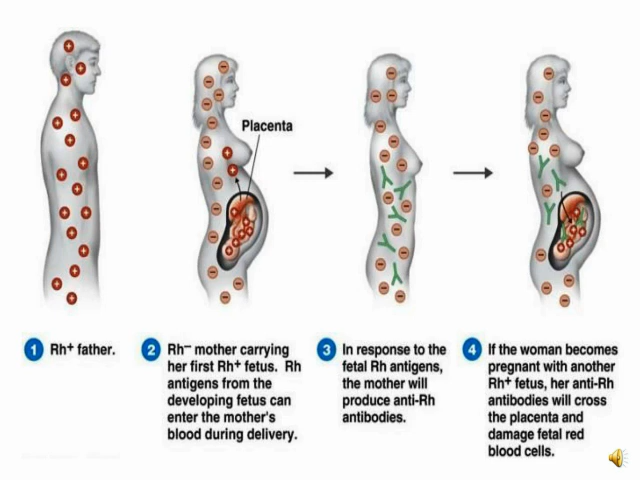 Placenta
1 Rh+ father.
2 Rh– mother carrying
her first Rh+ fetus. Rh
antigens from the
developing fetus can
enter the mother's
blood during delivery.
3 In response to the
fetal Rh antigens,
the mother will
produce anti-Rh
antibodies.
4 If the woman becomes
pregnant with another
Rh+ fetus, her anti-Rh
antibodies will cross
the placenta and
damage fetal red
blood cells.